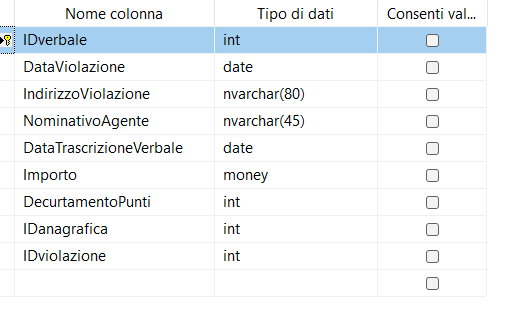 Nome colonna Tipo di dati Consenti val...
IDverbale int
DataViolazione date
IndirizzoViolazione nvarchar(80)
NominativoAgente nvarchar(45)
DataTrascrizioneVerbale date
Importo money
DecurtamentoPunti int
IDanagrafica int
IDviolazione int